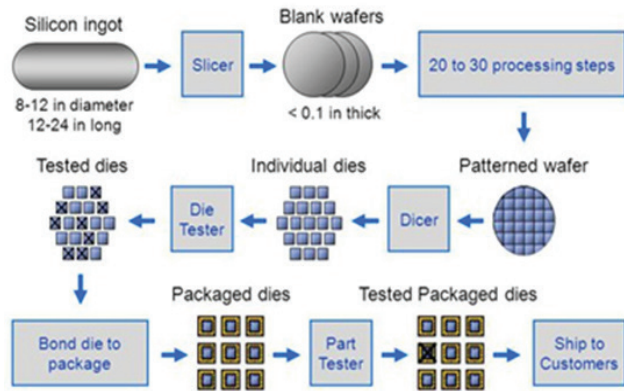 Silicon ingot
Blank wafers
Slicer
20 to 30 processing steps
8-12 in diameter
12-24 in long
< 0.1 in thick
Tested dies
Individual dies
Patterned wafer
Die
Tester
Dicer
Packaged dies
Tested Packaged dies
Bond die to
package
Part
Tester
Ship to
Customers